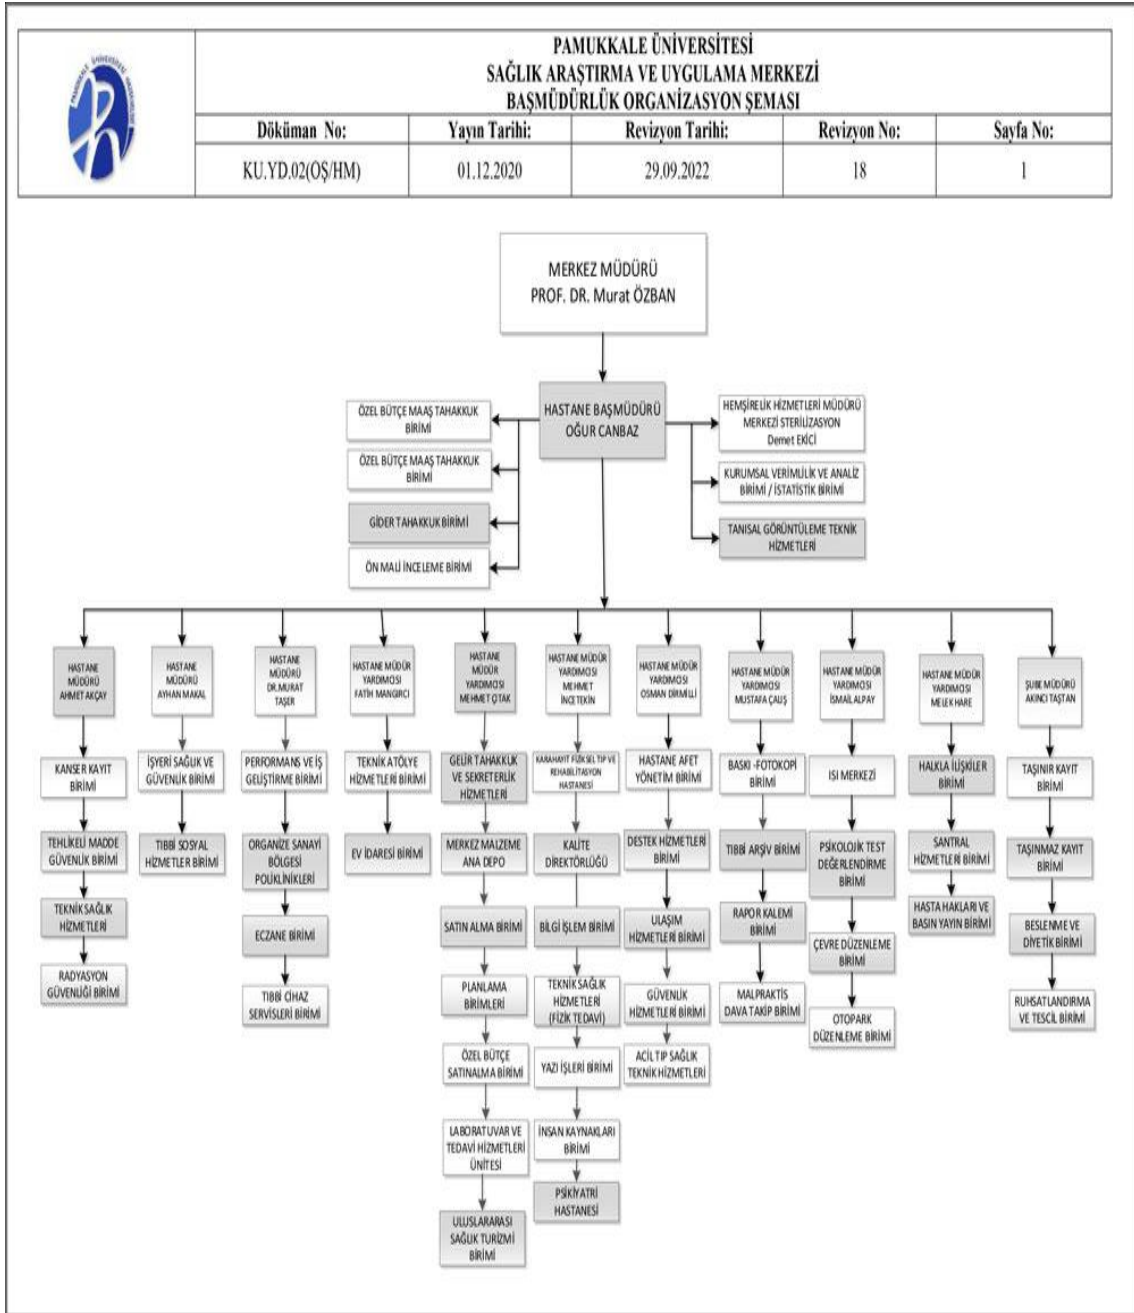 PAMUKKALE ÜNİVERSİTESİ
SAĞLIK ARAŞTIRMA VE UYGULAMA MERKEZİ
BAŞMÜDÜRLÜK ORGANİZASYON ŞEMASI
Döküman No:
Yayın Tarihi:
Revizyon Tarihi:
Revizyon No:
Sayfa No:
KU.YD.02(OŞ/HM)
01.12.2020
29.09.2022
18
1
MERKEZ MÜDÜRÜ
PROF. DR. Murat ÖZBAN
HASTANE BAŞMÜDÜRÜ
OĞUR CANBAZ
ÖZEL BÜTÇE MAAŞ TAHAKKUK
BİRİMİ
ÖZEL BÜTÇE MAAŞ TAHAKKUK
BİRİMİ
GİDER TAHAKKUK BİRİMİ
ÖN MALİ İNCELEME BİRİMİ
HEMŞİRELİK HİZMETLERİ MÜDÜRÜ
MERKEZİ STERİLİZASYON
Demet EKİCİ
KURUMSAL VERİMLİLİK VE ANALİZ
BİRİMİ / İSTATİSTİK BİRİMİ
TANISAL GÖRÜNTÜLEME TEKNİK
HİZMETLERİ
HASTANE
MÜDÜRÜ
AHMET AKÇAY
KANSER KAYIT
BİRİMİ
TEHLİKELİ MADDE
GÜVENLİK BİRİMİ
TEKNİK SAĞLIK
HİZMETLERİ
RADYASYON
GÜVENLİĞİ BİRİMİ
HASTANE
MÜDÜRÜ
AYHAN MAKAL
İŞYERİ SAĞLIK VE
GÜVENLİK BİRİMİ
TIBBİ SOSYAL
HİZMETLER BİRİMİ
HASTANE
MÜDÜRÜ
DR.MURAT
TAŞER
PERFORMANS VE İŞ
GELİŞTİRME BİRİMİ
ORGANİZE SANAYİ
BÖLGESİ
POLİKLİNİKLERİ
ECZANE BİRİMİ
TIBBİ CİHAZ
SERVİSLERİ BİRİMİ
HASTANE MÜDÜR
YARDIMCISI
FATİH MANGIRCI
TEKNİK ATÖLYE
HİZMETLERİ BİRİMİ
EV İDARESİ BİRİMİ
HASTANE
MÜDÜR
YARDIMCISI
MEHMET ÇITAK
GELİR TAHAKKUK
VE SEKRETERLİK
HİZMETLERİ
MERKEZ MALZEME
ANA DEPO
SATIN ALMA BİRİMİ
PLANLAMA
BİRİMLERİ
ÖZEL BÜTÇE
SATINALMA BİRİMİ
LABORATUVAR VE
TEDAVİ HİZMETLERİ
ÜNİTESİ
ULUSLARARASI
SAĞLIK TURİZMİ
BİRİMİ
HASTANE MÜDÜR
YARDIMCISI
MEHMET
İNCETEKİN
KARAHAYIT FİZİKSEL TIP VE
REHABİLİTASYON
HASTANESİ
KALİTE
DİREKTÖRLÜĞÜ
BİLGİ İŞLEM BİRİMİ
TEKNİK SAĞLIK
HİZMETLERİ
(FİZİK TEDAVİ)
YAZI İŞLERİ BİRİMİ
İNSAN KAYNAKLARI
BİRİMİ
PSİKİYATRİ
HASTANESİ
HASTANE MÜDÜR
YARDIMCISI
OSMAN DİRMİLLİ
HASTANE AFET
YÖNETİM BİRİMİ
DESTEK HİZMETLERİ
BİRİMİ
ULAŞIM
HİZMETLERİ BİRİMİ
GÜVENLİK
HİZMETLERİ BİRİMİ
ACİL TIP SAĞLIK
TEKNİK HİZMETLERİ
HASTANE MÜDÜR
YARDIMCISI
MUSTAFA ÇALIŞ
BASKI -FOTOKOPİ
BİRİMİ
TIBBİ ARŞİV BİRİMİ
RAPOR KALEMİ
BİRİMİ
MALPRAKTİS
DAVA TAKİP BİRİMİ
HASTANE MÜDÜR
YARDIMCISI
İSMAİL ALPAY
ISI MERKEZİ
PSİKOLOJİK TEST
DEĞERLENDİRME
BİRİMİ
ÇEVRE DÜZENLEME
BİRİMİ
OTOPARK
DÜZENLEME BİRİMİ
HASTANE MÜDÜR
YARDIMCISI
MELEK HARE
HALKLA İLİŞKİLER
BİRİMİ
SANTRAL
HİZMETLERİ BİRİMİ
HASTA HAKLARI VE
BASIN YAYIN BİRİMİ
ŞUBE MÜDÜRÜ
AKINCI TAŞTAN
TAŞINIR KAYIT
BİRİMİ
TAŞINMAZ KAYIT
BİRİMİ
BESLENME VE
DİYETİK BİRİMİ
RUHSATLANDIRMA
VE TESCİL BİRİMİ